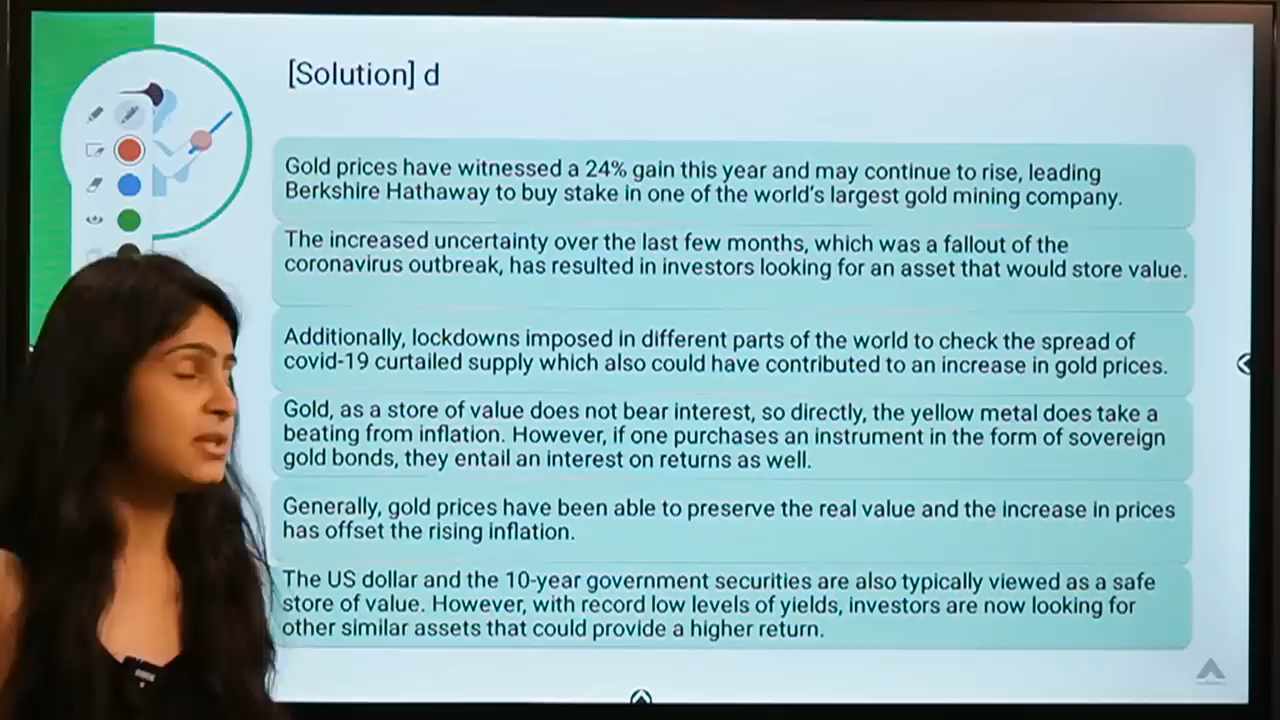 [Solution] d
Gold prices have witnessed a 24% gain this year and may continue to rise, leading
Berkshire Hathaway to buy stake in one of the world's largest gold mining company.
The increased uncertainty over the last few months, which was a fallout of the
coronavirus outbreak, has resulted in investors looking for an asset that would store value.
Additionally, lockdowns imposed in different parts of the world to check the spread of
covid-19 curtailed supply which also could have contributed to an increase in gold prices.
Gold, as a store of value does not bear interest, so directly, the yellow metal does take a
beating from inflation. However, if one purchases an instrument in the form of sovereign
gold bonds, they entail an interest on returns as well.
Generally, gold prices have been able to preserve the real value and the increase in prices
has offset the rising inflation.
The US dollar and the 10-year government securities are also typically viewed as a safe
store of value. However, with record low levels of yields, investors are now looking for
other similar assets that could provide a higher return.